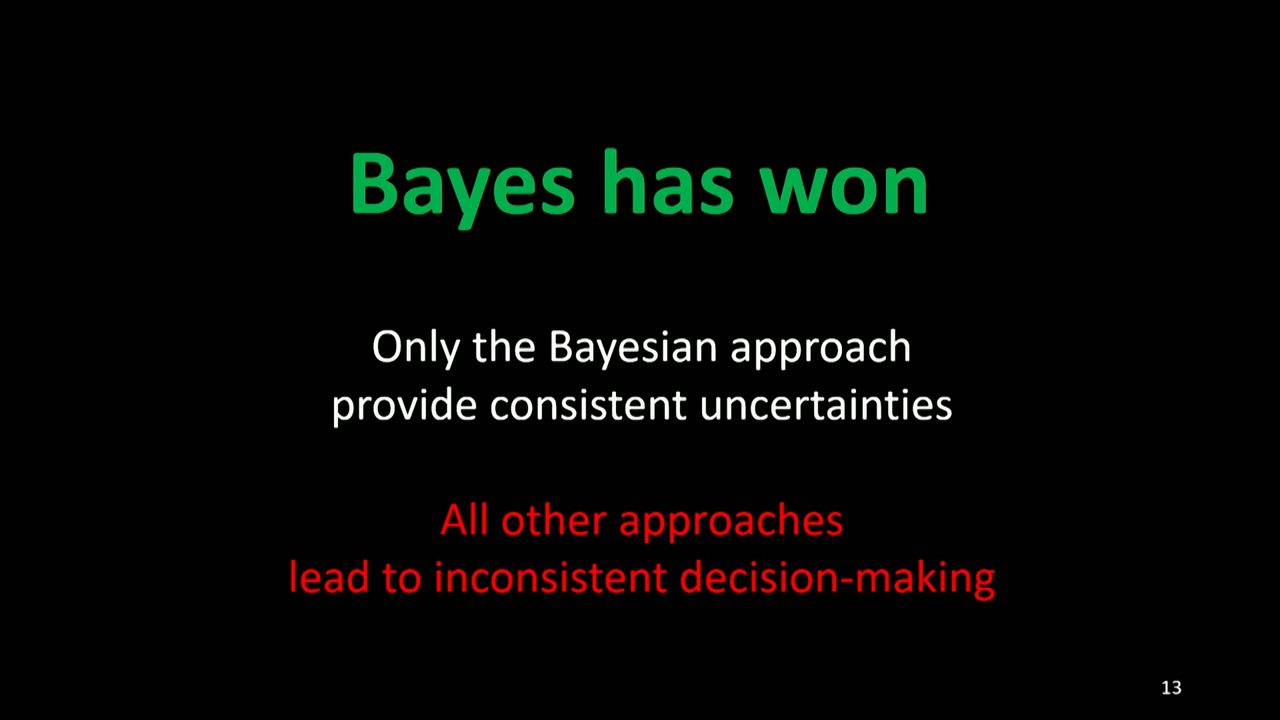 Bayes has won
Only the Bayesian approach
provide consistent uncertainties
All other approaches
lead to inconsistent decision-making
13